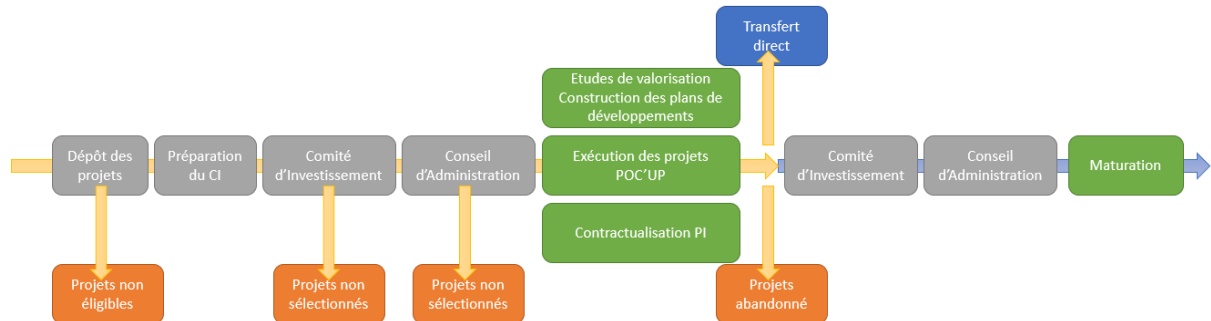 Transfert
direct
Etudes de valorisation
Construction des plans de
développements
Dépôt des
projets
Préparation
du CI
Comité
d’Investissement
Conseil
d’Administration
Exécution des projets
POC’UP
Comité
d’Investissement
Conseil
d’Administration
Maturation
Contractualisation PI
Projets non
éligibles
Projets non
sélectionnés
Projets non
sélectionnés
Projets
abandonné